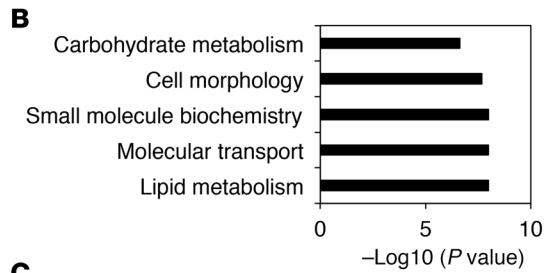 B
Carbohydrate metabolism
Cell morphology
Small molecule biochemistry
Molecular transport
Lipid metabolism
0 5 10
–Log10 (P value)